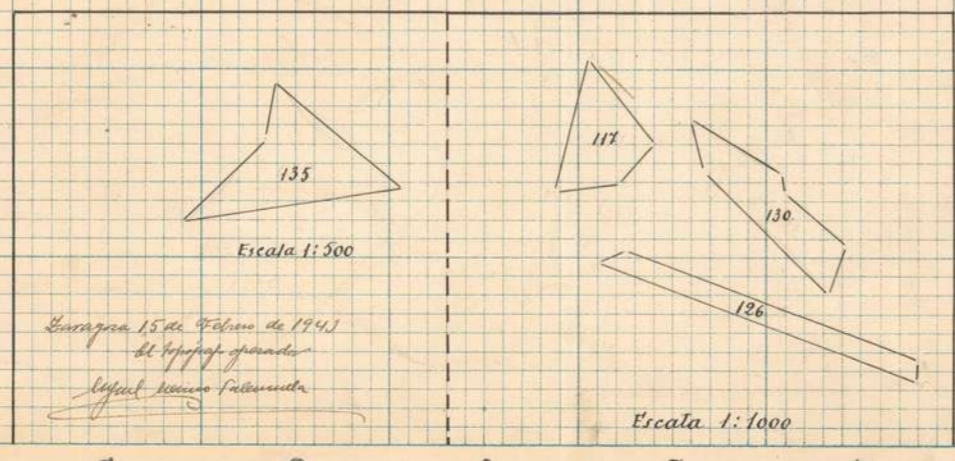 135
Escala 1:500
Zaragoza 15 de Febrero de 1943
El topógrafo operador
117
130
126
Escala 1:1000